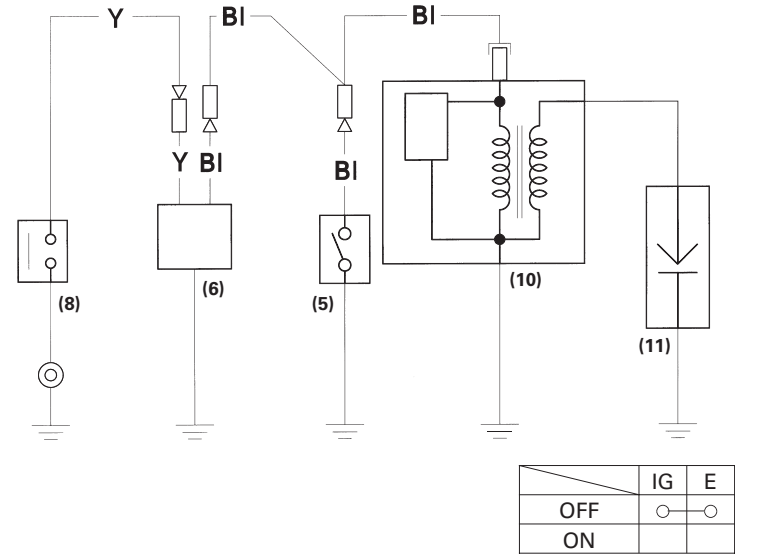 Y
Bl
Bl
Y Bl
Bl
(8)
(6)
(5)
(10)
(11)
IG E
OFF
ON